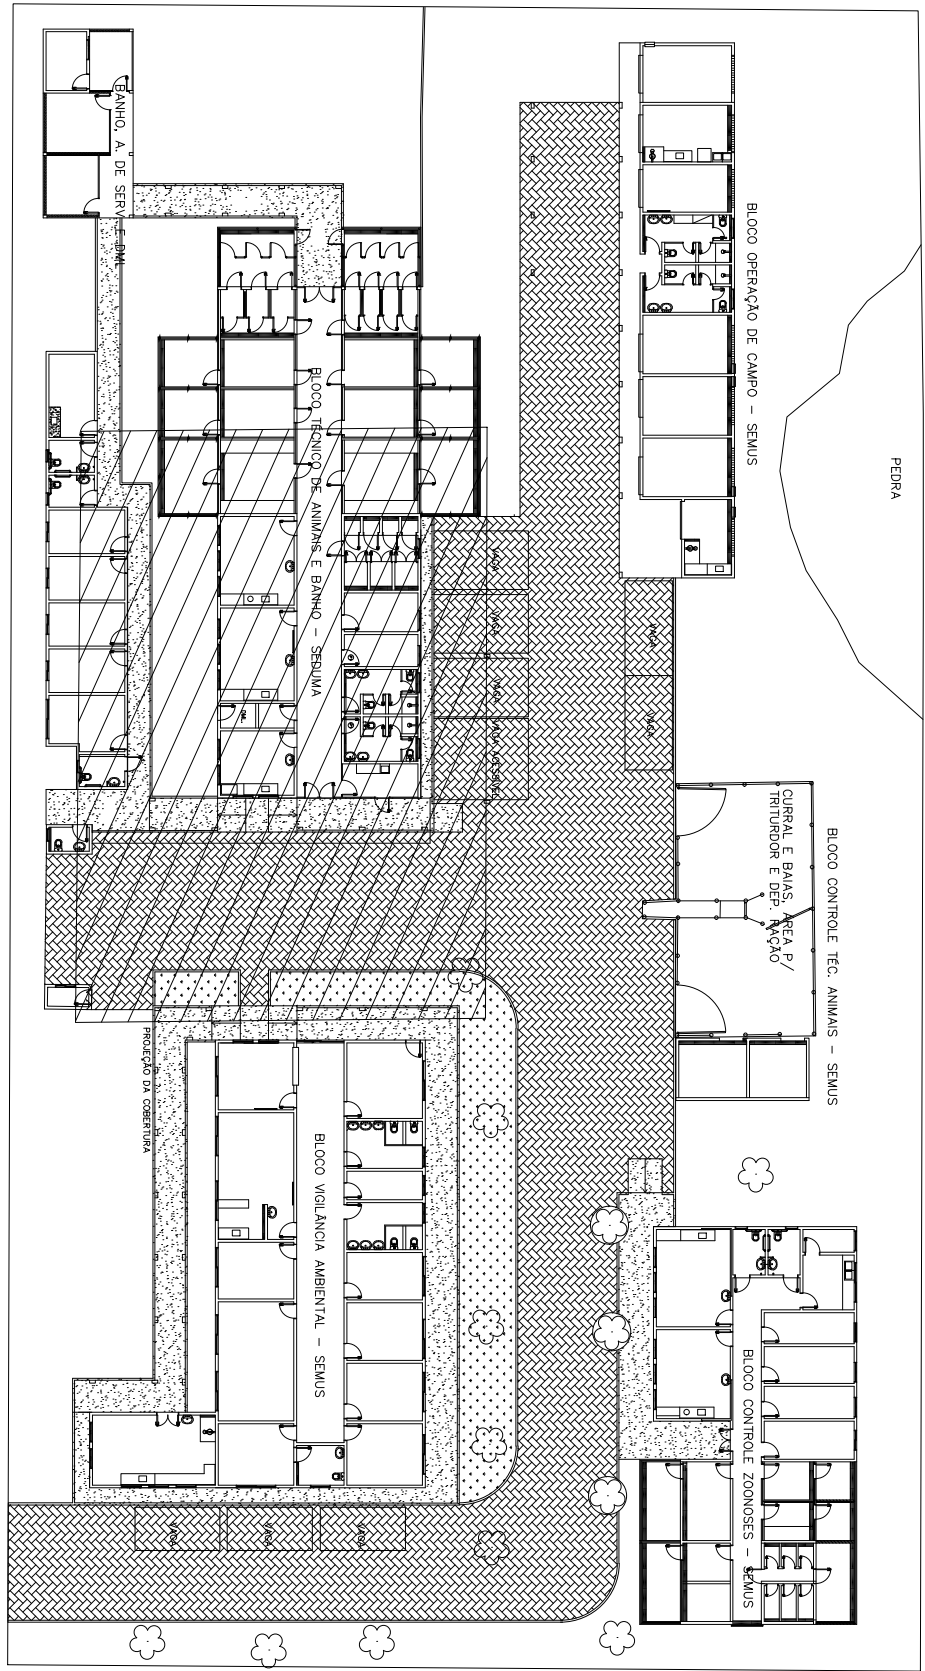 BANHO, A. DE SERV. E DML
BLOCO OPERAÇÃO DE CAMPO – SEMUS
PEDRA
BLOCO TÉCNICO DE ANIMAIS E BANHO – SEDUMA
VAGA
VAGA
VAGA
VAGA ACESSÍVEL
VAGA
VAGA
DML
CURRAL E BAIAS, ÁREA P/
TRITURDOR E DEP. RAÇÃO
BLOCO CONTROLE TÉC. ANIMAIS – SEMUS
PROJEÇÃO DA COBERTURA
BLOCO VIGILÂNCIA AMBIENTAL – SEMUS
BLOCO CONTROLE ZOONOSES – SEMUS
VAGA
VAGA
VAGA